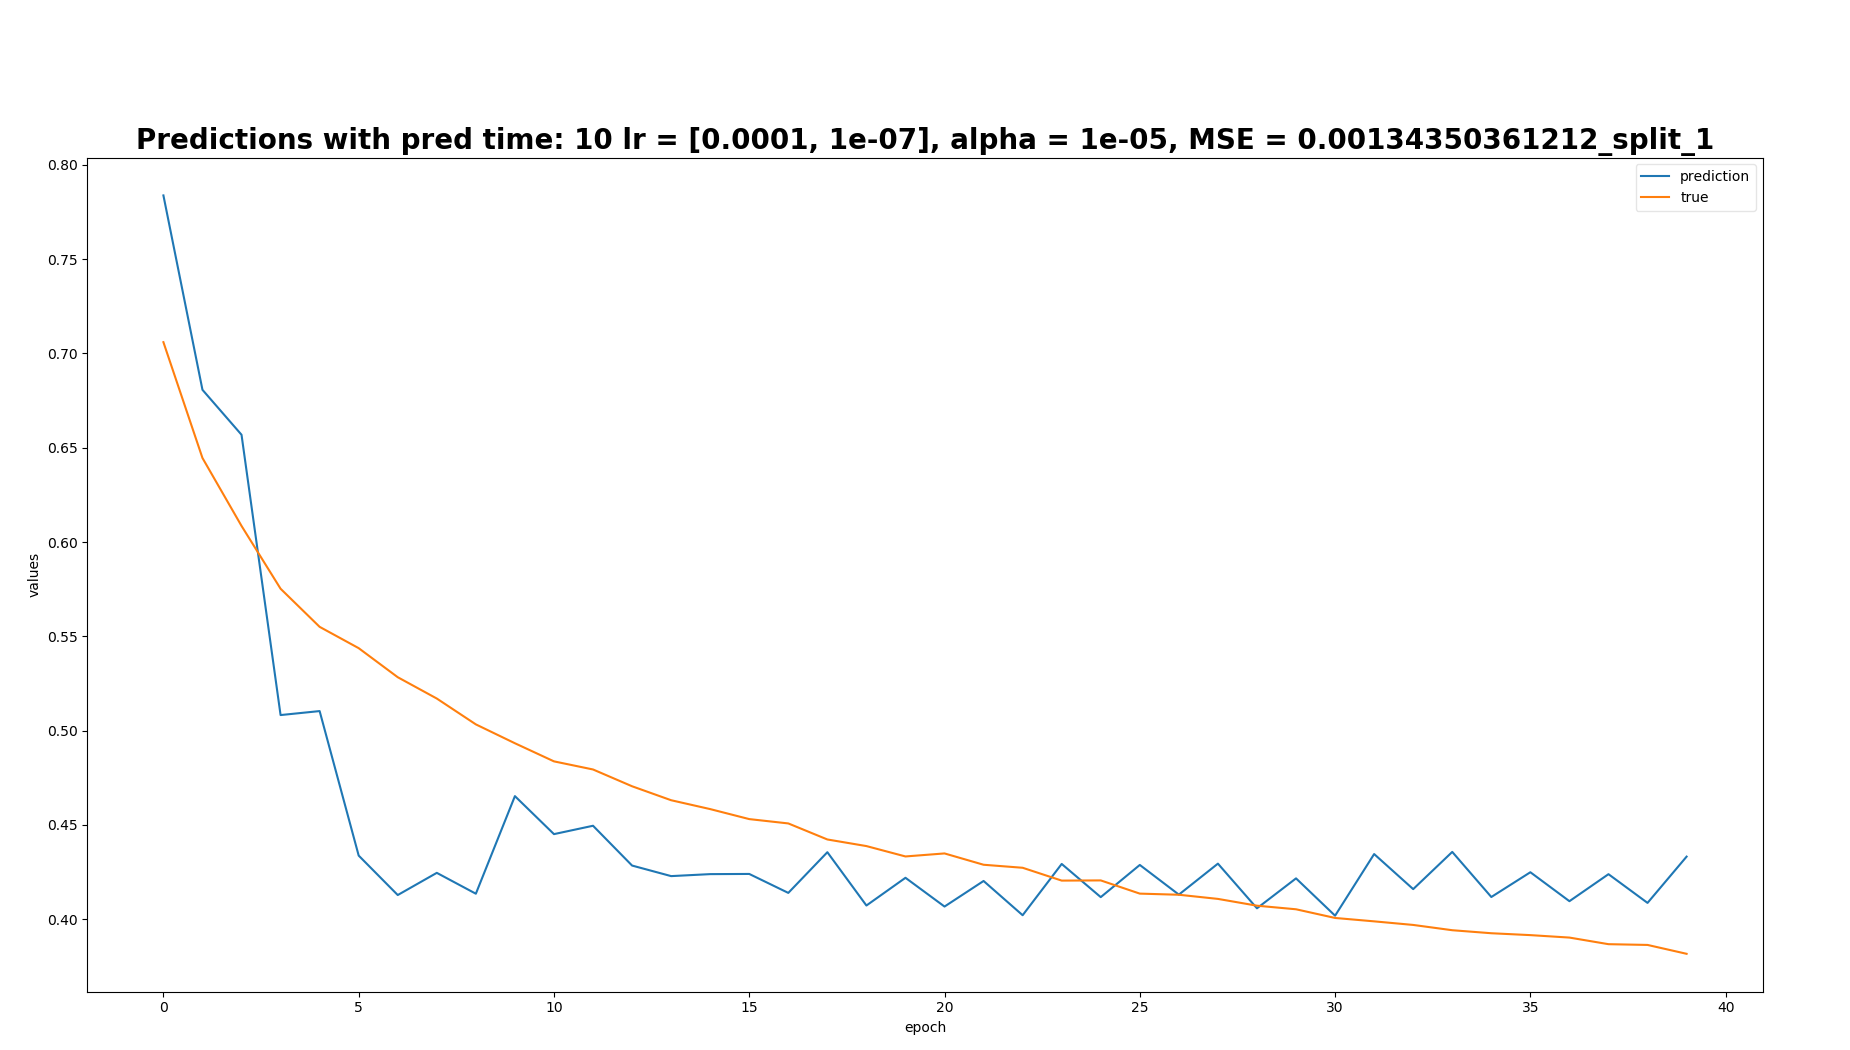 Predictions with pred time: 10 lr = [0.0001, 1e-07], alpha = 1e-05, MSE = 0.00134350361212_split_1
prediction
true
0.80
0.75
0.70
0.65
0.60
0.55
0.50
0.45
0.40
values
0 5 10 15 20 25 30 35 40
epoch